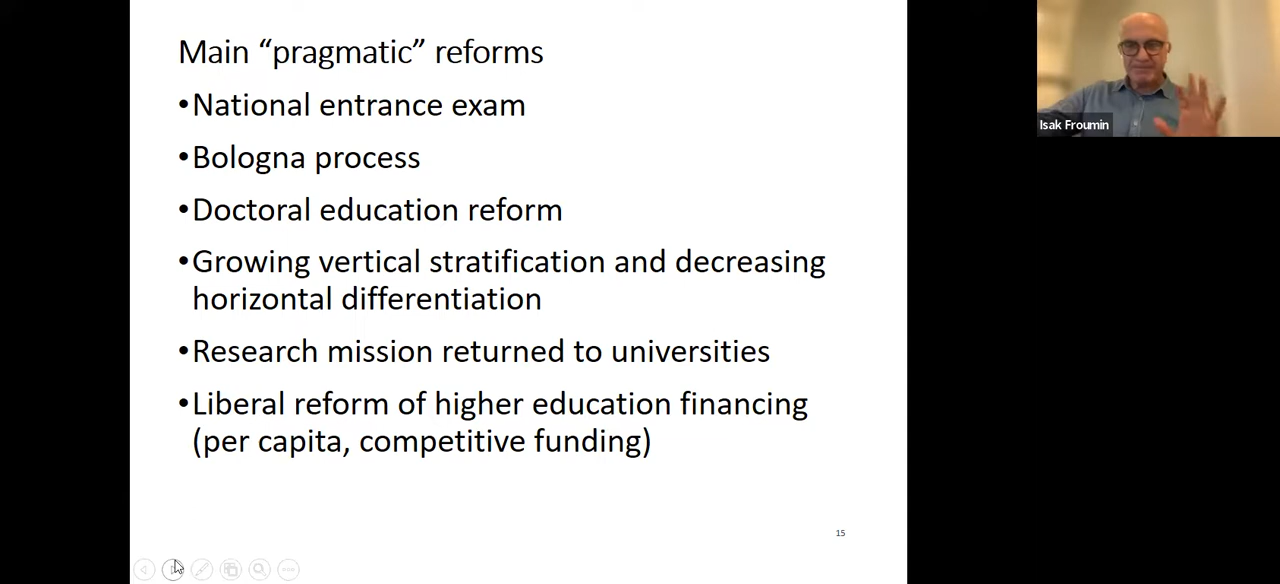 Main “pragmatic” reforms
•National entrance exam
•Bologna process
•Doctoral education reform
•Growing vertical stratification and decreasing
horizontal differentiation
•Research mission returned to universities
•Liberal reform of higher education financing
(per capita, competitive funding)
15
Isak Froumin